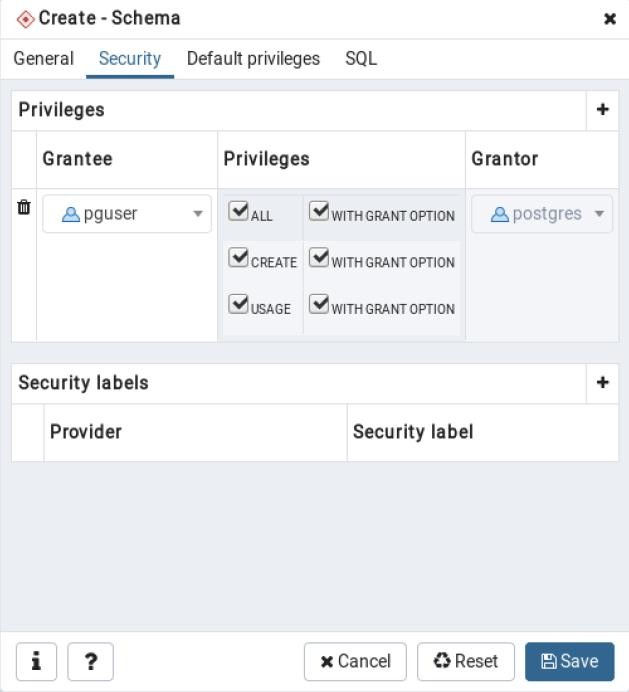 Create - Schema
General Security Default privileges SQL
Privileges
Grantee Privileges Grantor
pguser ALL WITH GRANT OPTION postgres
CREATE WITH GRANT OPTION
USAGE WITH GRANT OPTION
Security labels
Provider Security label
i ? Cancel Reset Save